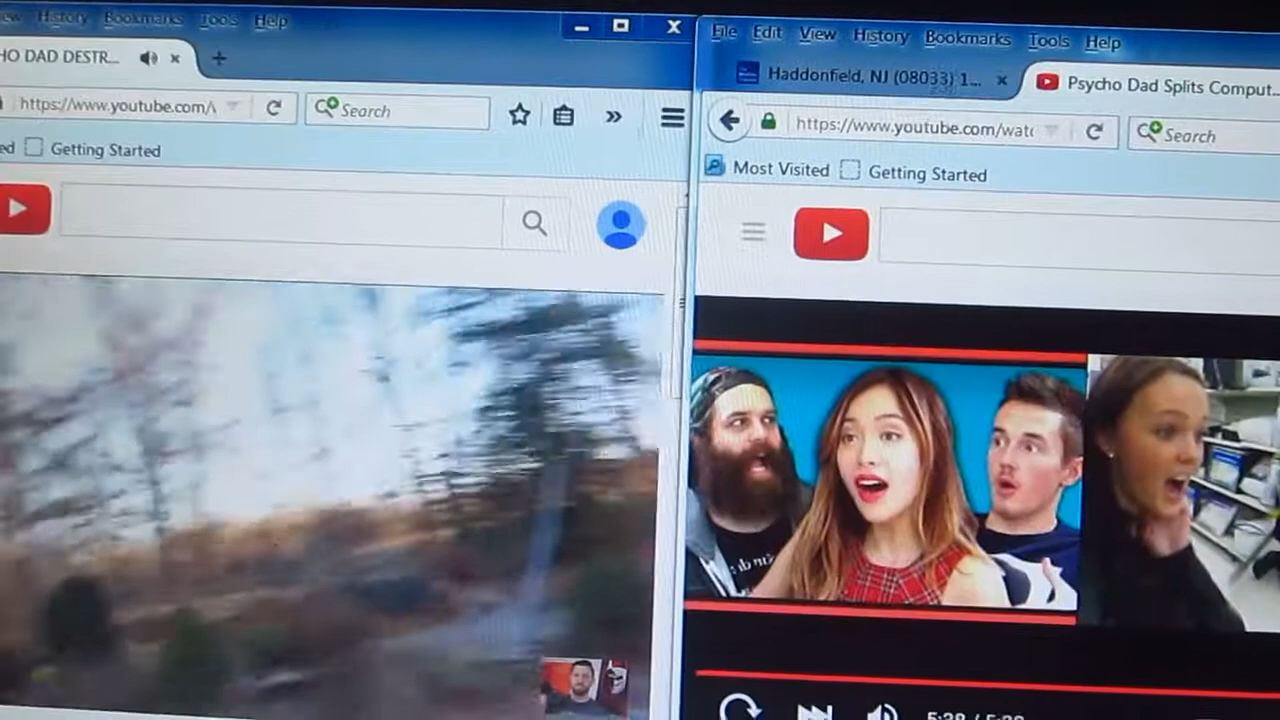 History Bookmarks Tools Help
HO DAD DESTR...
https://www.youtube.com/\
Search
Getting Started
File Edit View History Bookmarks Tools Help
Haddonfield, NJ (08033) 1...
Psycho Dad Splits Comput...
https://www.youtube.com/wat
Search
Most Visited Getting Started